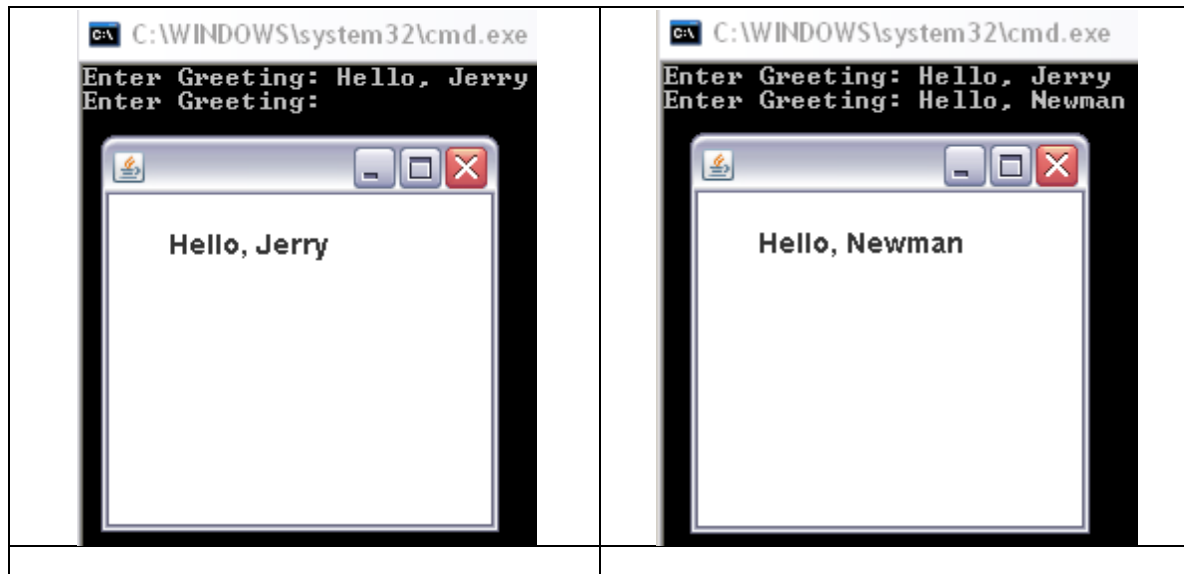 C:\WINDOWS\system32\cmd.exe
Enter Greeting: Hello, Jerry
Enter Greeting:
Hello, Jerry
C:\WINDOWS\system32\cmd.exe
Enter Greeting: Hello, Jerry
Enter Greeting: Hello, Newman
Hello, Newman